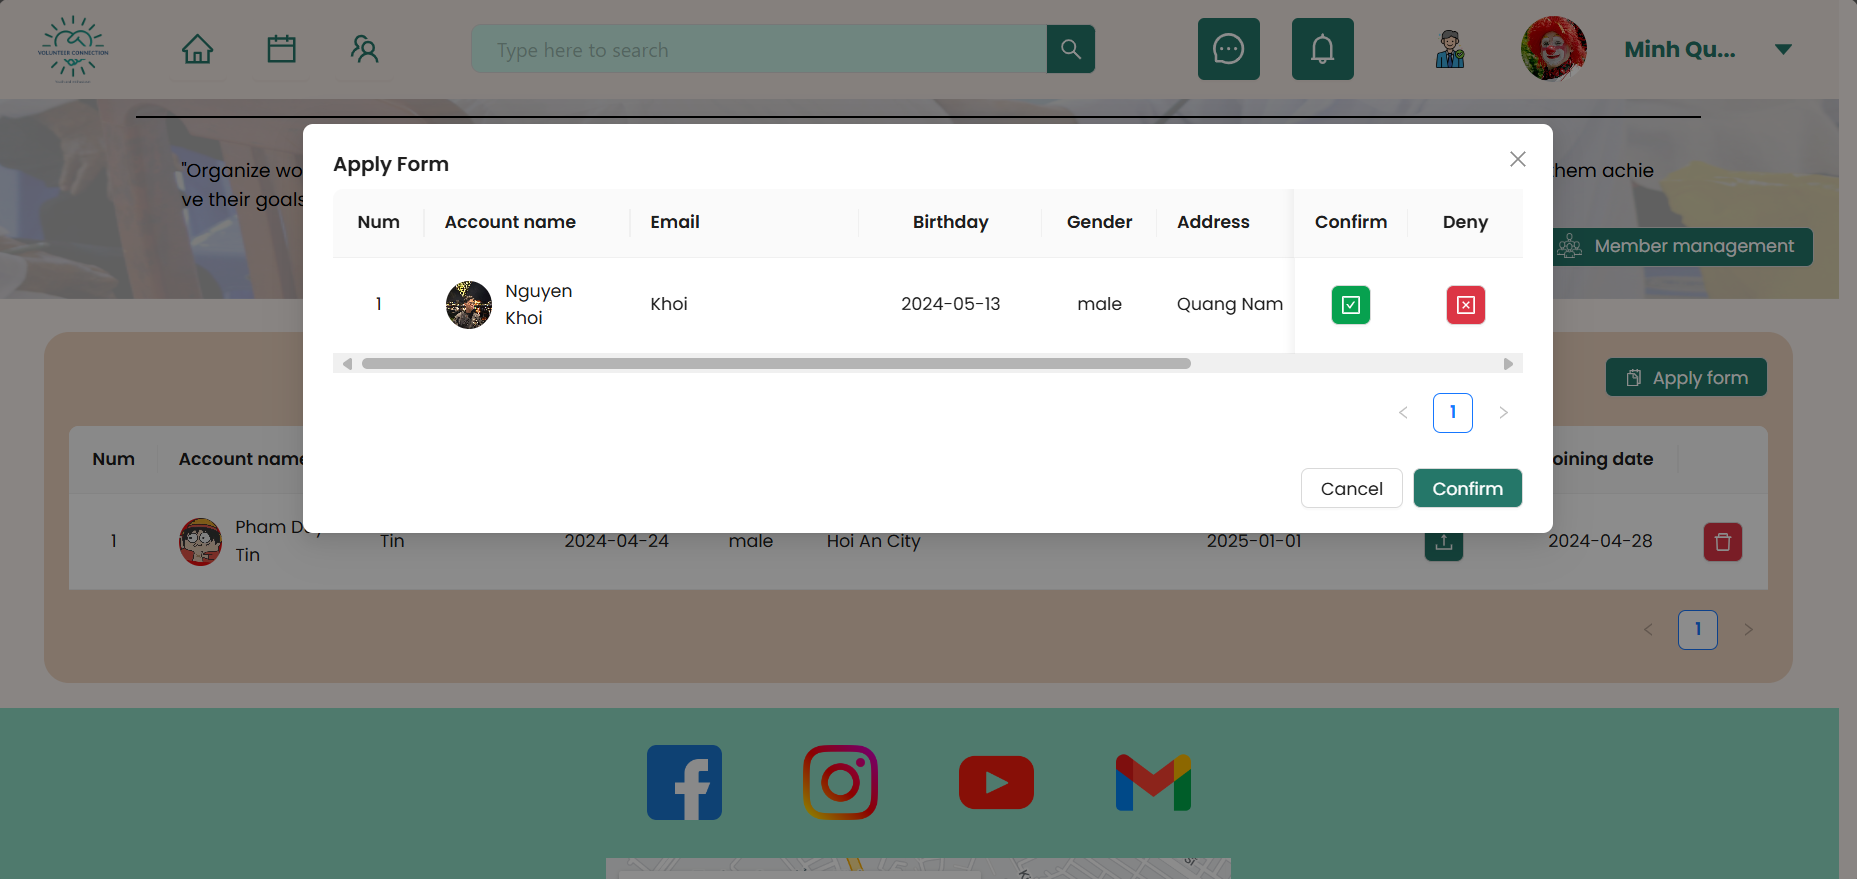 VOLUNTEER CONNECTION
Type here to search
Minh Qu...
"Organize wo
hem achie
ve their goals
Member management
Apply Form
Num Account name Email Birthday Gender Address Confirm Deny
1 Nguyen Khoi Khoi 2024-05-13 male Quang Nam
1
Cancel Confirm
Apply form
Num Account name oining date
1 Pham D Tin Tin 2024-04-24 male Hoi An City 2025-01-01 2024-04-28
1